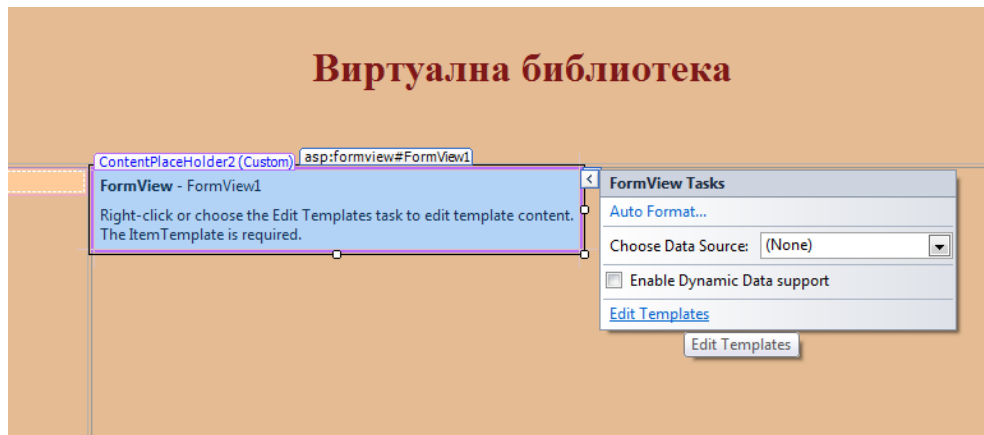 Виртуална библиотека
ContentPlaceHolder2 (Custom)
asp:formview#FormView1
FormView - FormView1
Right-click or choose the Edit Templates task to edit template content.
The ItemTemplate is required.
FormView Tasks
Auto Format...
Choose Data Source: (None)
Enable Dynamic Data support
Edit Templates
Edit Templates